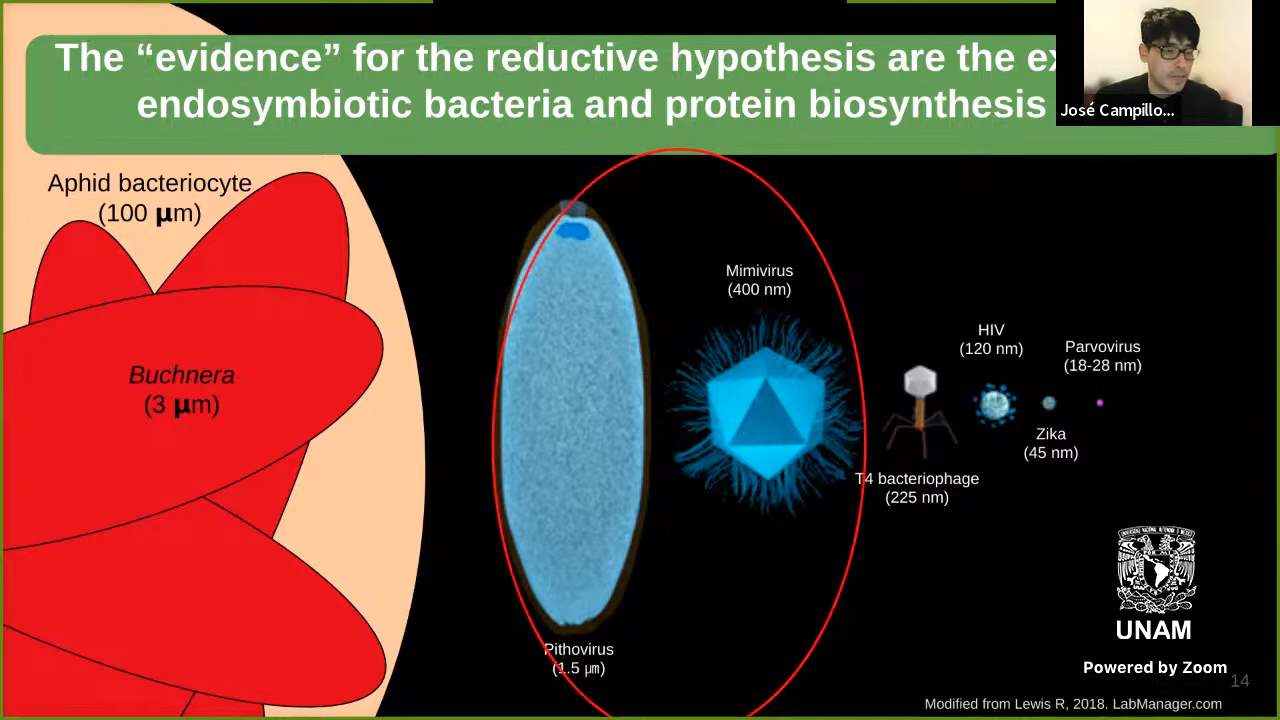 The “evidence” for the reductive hypothesis are the
endosymbiotic bacteria and protein biosynthesis
José Campillo...
Aphid bacteriocyte
(100 μm)
Buchnera
(3 μm)
Mimivirus
(400 nm)
HIV
(120 nm)
Parvovirus
(18-28 nm)
Zika
(45 nm)
T4 bacteriophage
(225 nm)
Pithovirus
(1.5 μm)
UNAM
Powered by Zoom
14
Modified from Lewis R, 2018. LabManager.com